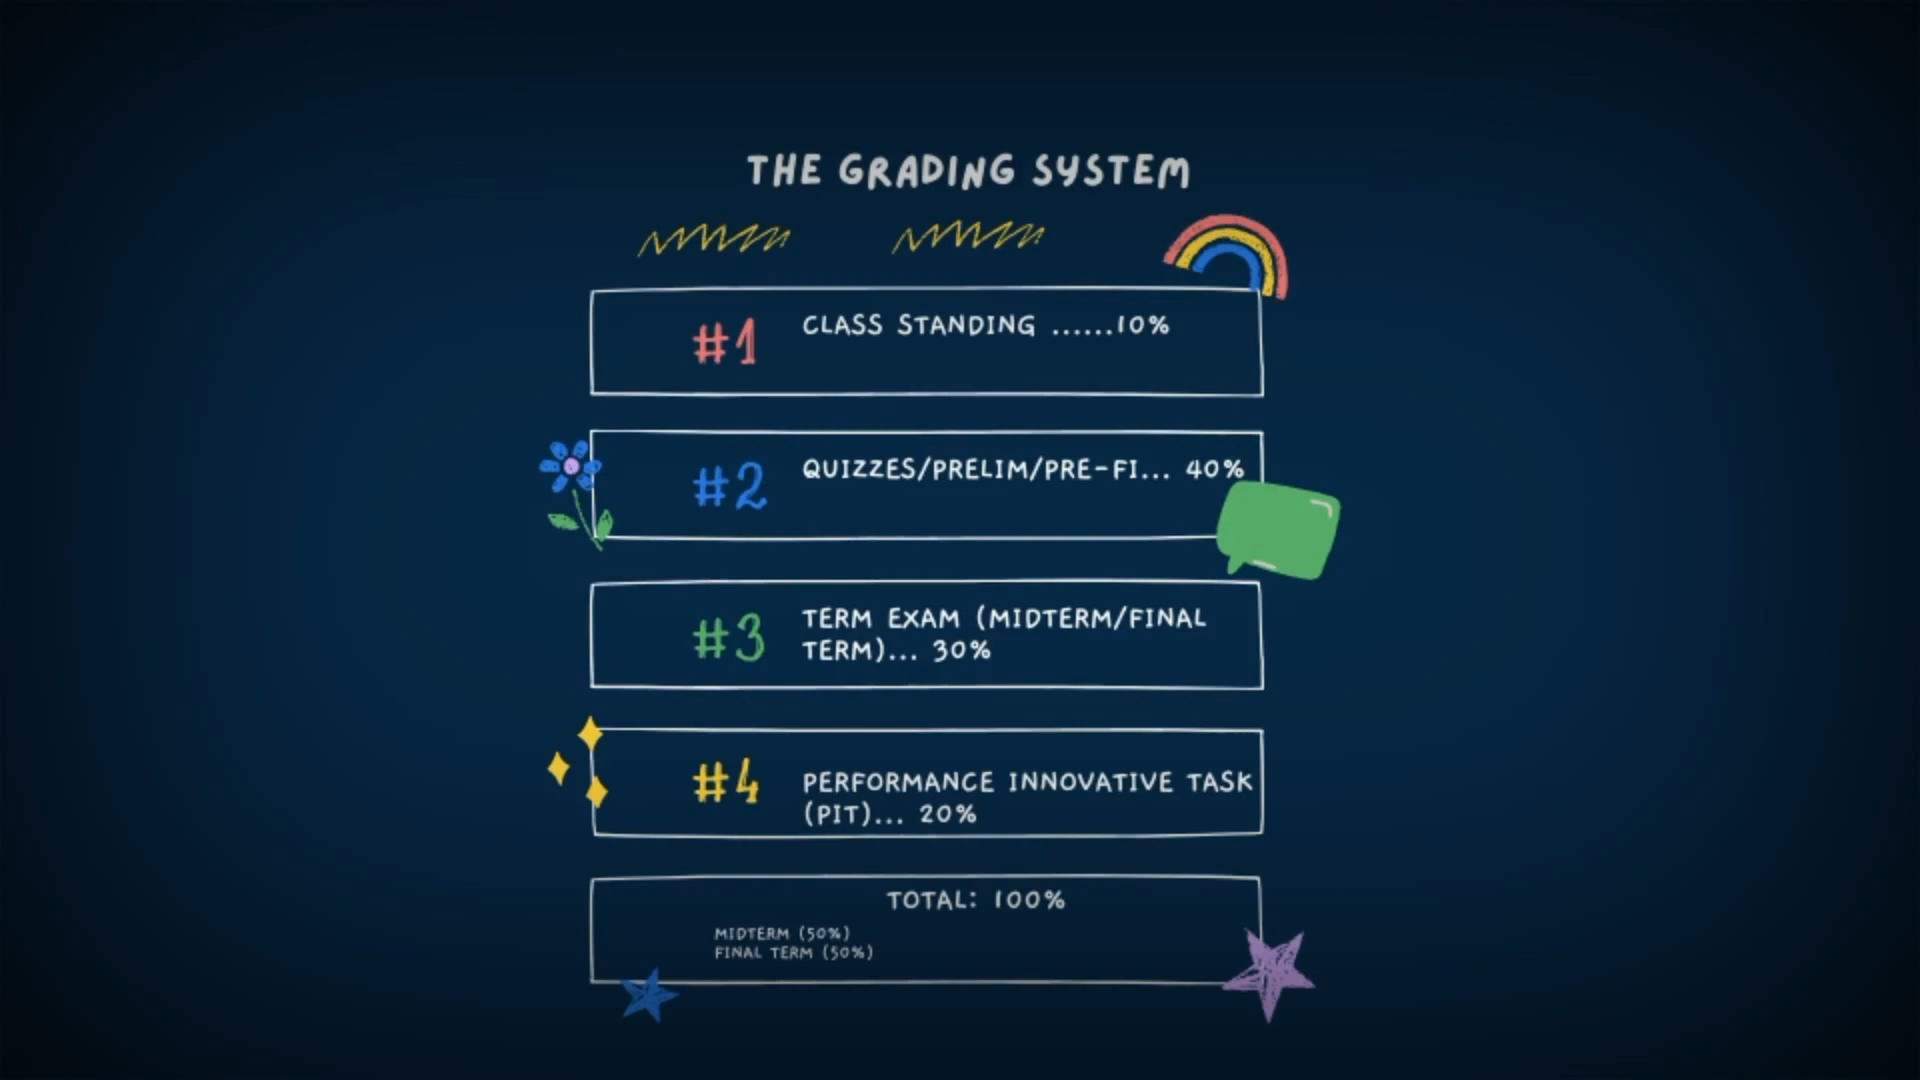 THE GRADING SYSTEM
#1
CLASS STANDING ......10%
#2
QUIZZES/PRELIM/PRE-FI... 40%
#3
TERM EXAM (MIDTERM/FINAL
TERM)... 30%
#4
PERFORMANCE INNOVATIVE TASK
(PIT)... 20%
TOTAL: 100%
MIDTERM (50%)
FINAL TERM (50%)